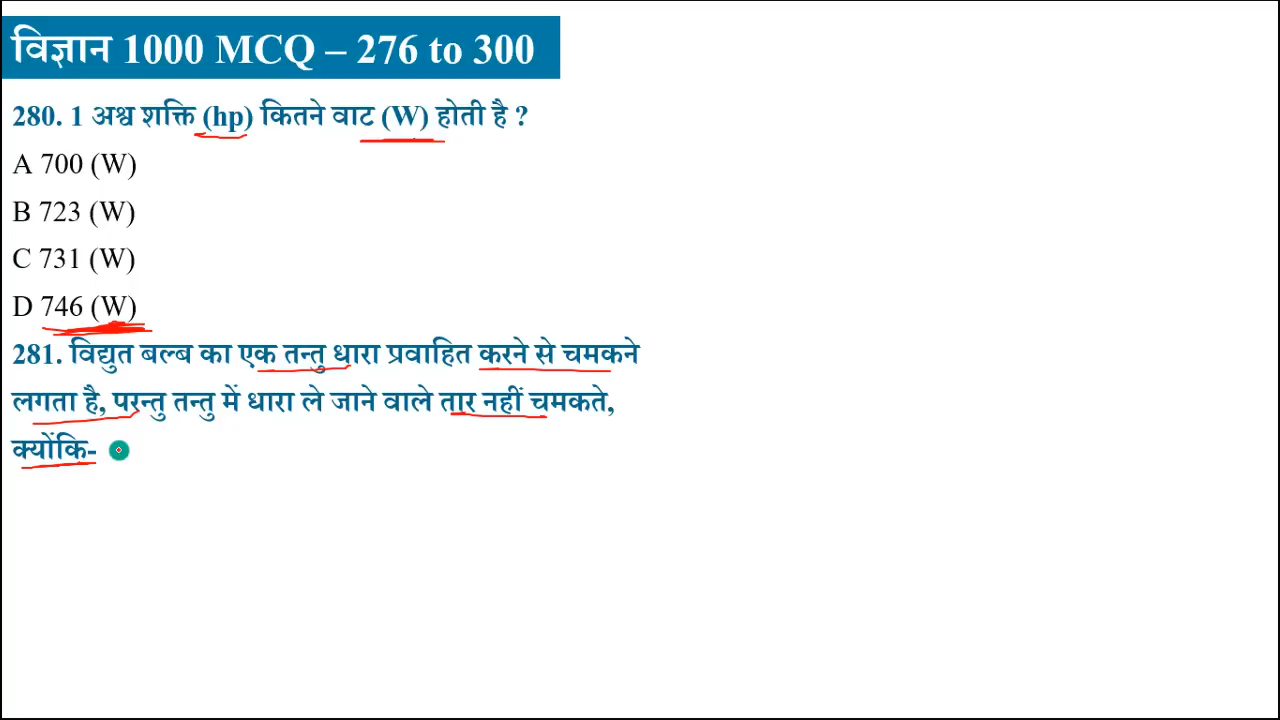 विज्ञान 1000 MCQ – 276 to 300
280. 1 अश्व शक्ति (hp) कितने वाट (W) होती है ?
A 700 (W)
B 723 (W)
C 731 (W)
D 746 (W)
281. विद्युत बल्ब का एक तन्तु धारा प्रवाहित करने से चमकने
लगता है, परन्तु तन्तु में धारा ले जाने वाले तार नहीं चमकते,
क्योंकि-